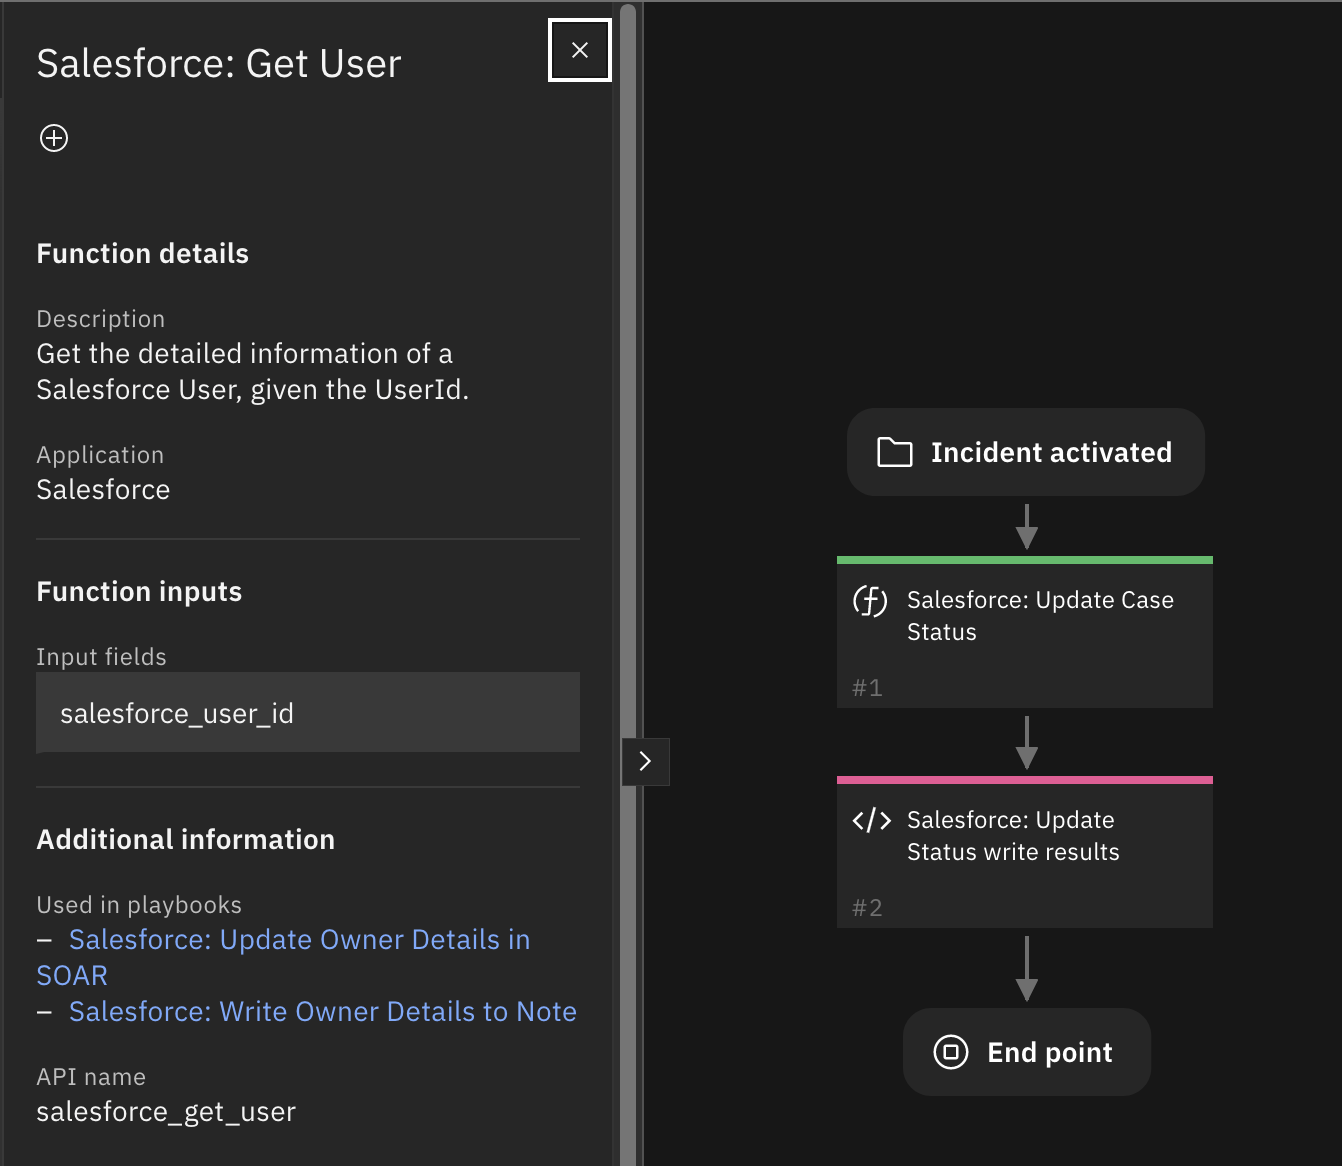 Salesforce: Get User
Function details
Description
Get the detailed information of a
Salesforce User, given the UserId.
Application
Salesforce
Function inputs
Input fields
salesforce_user_id
Additional information
Used in playbooks
– Salesforce: Update Owner Details in
SOAR
– Salesforce: Write Owner Details to Note
API name
salesforce_get_user
Incident activated
Salesforce: Update Case
Status
#1
Salesforce: Update
Status write results
#2
End point